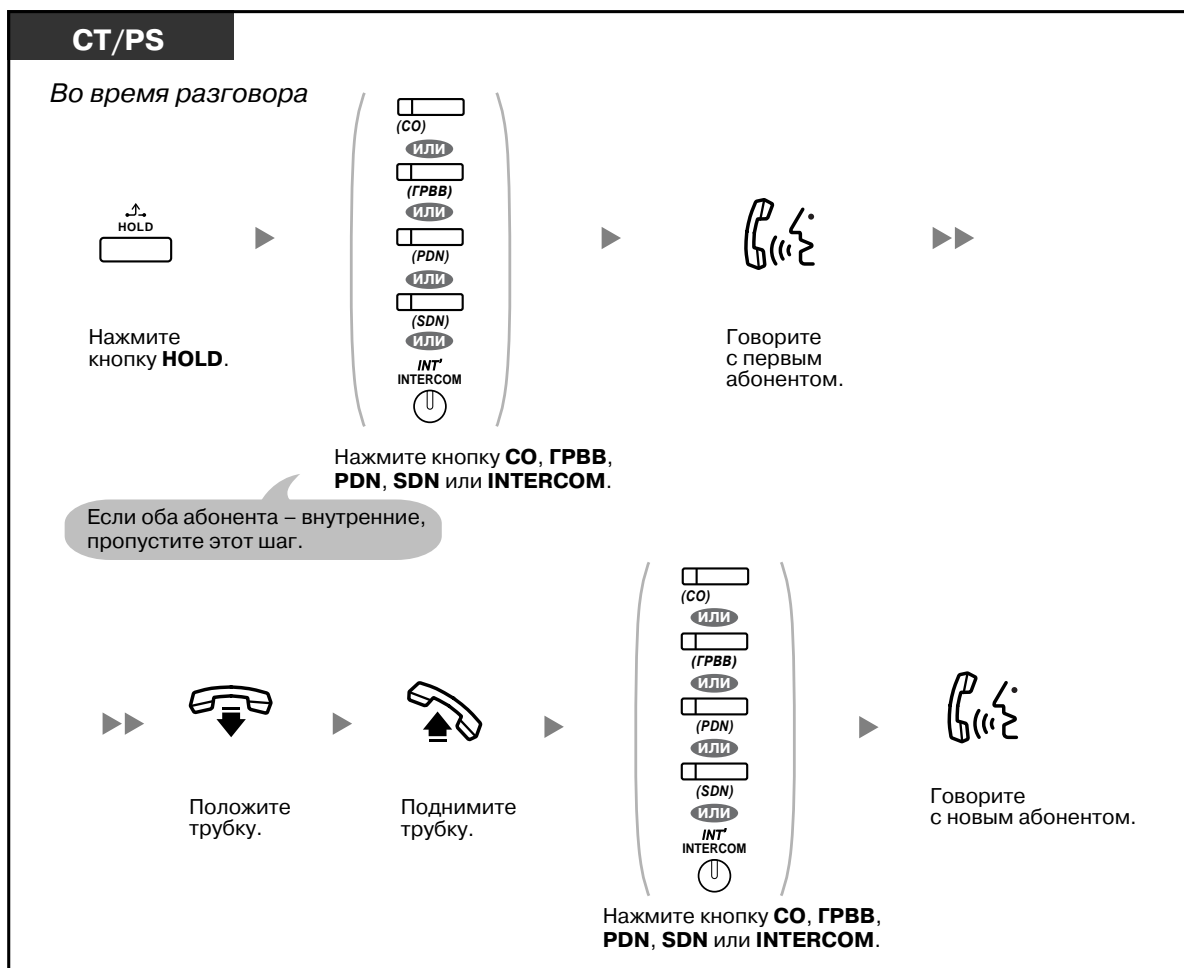 СТ/PS
Во время разговора
(CO)
или
(ГРВВ)
или
(PDN)
или
(SDN)
или
INT'
INTERCOM
HOLD
Нажмите
кнопку HOLD.
Говорите
с первым
абонентом.
Нажмите кнопку CO, ГРВВ,
PDN, SDN или INTERCOM.
Если оба абонента – внутренние,
пропустите этот шаг.
Положите
трубку.
Поднимите
трубку.
(CO)
или
(ГРВВ)
или
(PDN)
или
(SDN)
или
INT'
INTERCOM
Нажмите кнопку CO, ГРВВ,
PDN, SDN или INTERCOM.
Говорите
с новым абонентом.